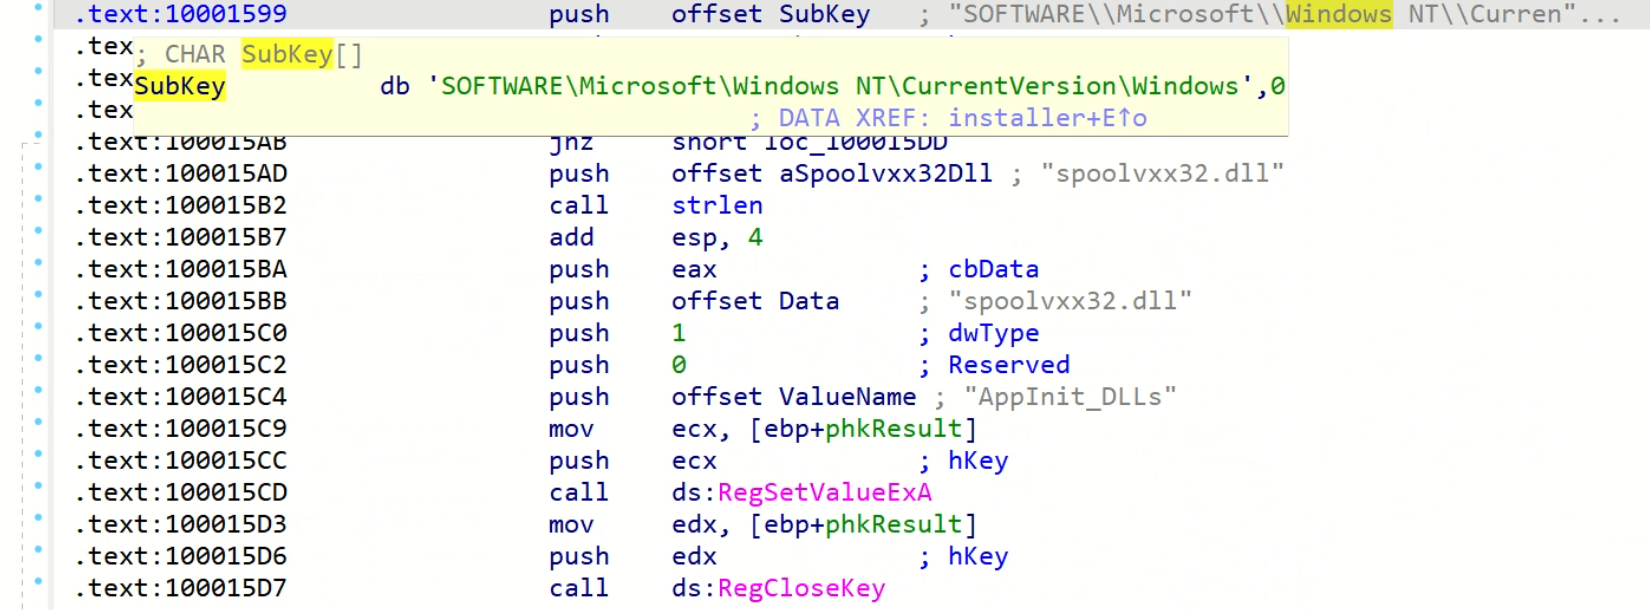 .text:10001599 push offset SubKey ; "SOFTWARE\\Microsoft\\Windows NT\\Curren"...
.tex
; CHAR SubKey[]
.tex
SubKey db 'SOFTWARE\Microsoft\Windows NT\CurrentVersion\Windows',0
.tex
; DATA XREF: installer+E↑o
.text:100015AB jnz short loc_100015DD
.text:100015AD push offset aSpoolvxx32Dll ; "spoolvxx32.dll"
.text:100015B2 call strlen
.text:100015B7 add esp, 4
.text:100015BA push eax ; cbData
.text:100015BB push offset Data ; "spoolvxx32.dll"
.text:100015C0 push 1 ; dwType
.text:100015C2 push 0 ; Reserved
.text:100015C4 push offset ValueName ; "AppInit_DLLs"
.text:100015C9 mov ecx, [ebp+phkResult]
.text:100015CC push ecx ; hKey
.text:100015CD call ds:RegSetValueExA
.text:100015D3 mov edx, [ebp+phkResult]
.text:100015D6 push edx ; hKey
.text:100015D7 call ds:RegCloseKey